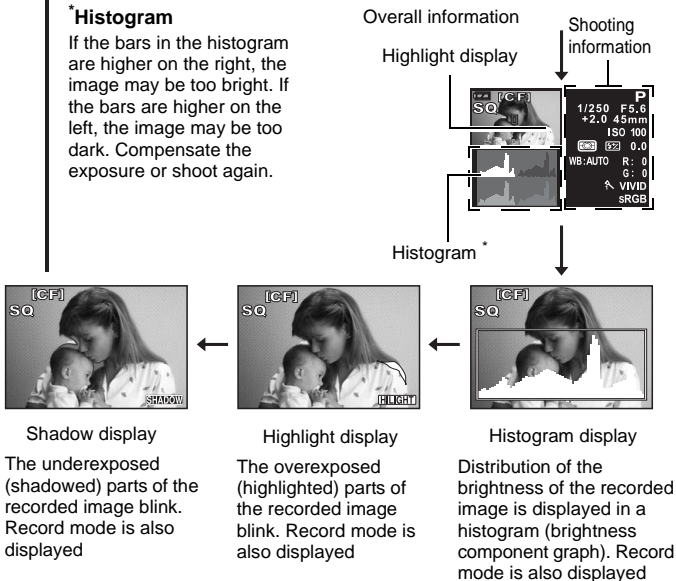 *Histogram
If the bars in the histogram
are higher on the right, the
image may be too bright. If
the bars are higher on the
left, the image may be too
dark. Compensate the
exposure or shoot again.
Overall information
Shooting
information
Highlight display
[CF]
SQ
P
1/250 F5.6
+2.0 45mm
ISO 100
0.0
WB:AUTO R: 0
G: 0
VIVID
sRGB
Histogram *
[CF]
SQ
SHADOW
[CF]
SQ
HILIGHT
[CF]
SQ
Shadow display
The underexposed
(shadowed) parts of the
recorded image blink.
Record mode is also
displayed
Highlight display
The overexposed
(highlighted) parts of
the recorded image
blink. Record mode is
also displayed
Histogram display
Distribution of the
brightness of the recorded
image is displayed in a
histogram (brightness
component graph). Record
mode is also displayed